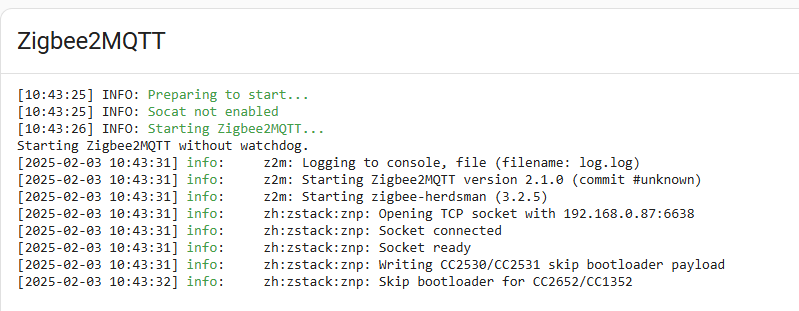 Zigbee2MQTT
[10:43:25] INFO: Preparing to start...
[10:43:25] INFO: Socat not enabled
[10:43:26] INFO: Starting Zigbee2MQTT...
Starting Zigbee2MQTT without watchdog.
[2025-02-03 10:43:31] info: z2m: Logging to console, file (filename: log.log)
[2025-02-03 10:43:31] info: z2m: Starting Zigbee2MQTT version 2.1.0 (commit #unknown)
[2025-02-03 10:43:31] info: z2m: Starting zigbee-herdsman (3.2.5)
[2025-02-03 10:43:31] info: zh:zstack:znp: Opening TCP socket with 192.168.0.87:6638
[2025-02-03 10:43:31] info: zh:zstack:znp: Socket connected
[2025-02-03 10:43:31] info: zh:zstack:znp: Socket ready
[2025-02-03 10:43:31] info: zh:zstack:znp: Writing CC2530/CC2531 skip bootloader payload
[2025-02-03 10:43:32] info: zh:zstack:znp: Skip bootloader for CC2652/CC1352